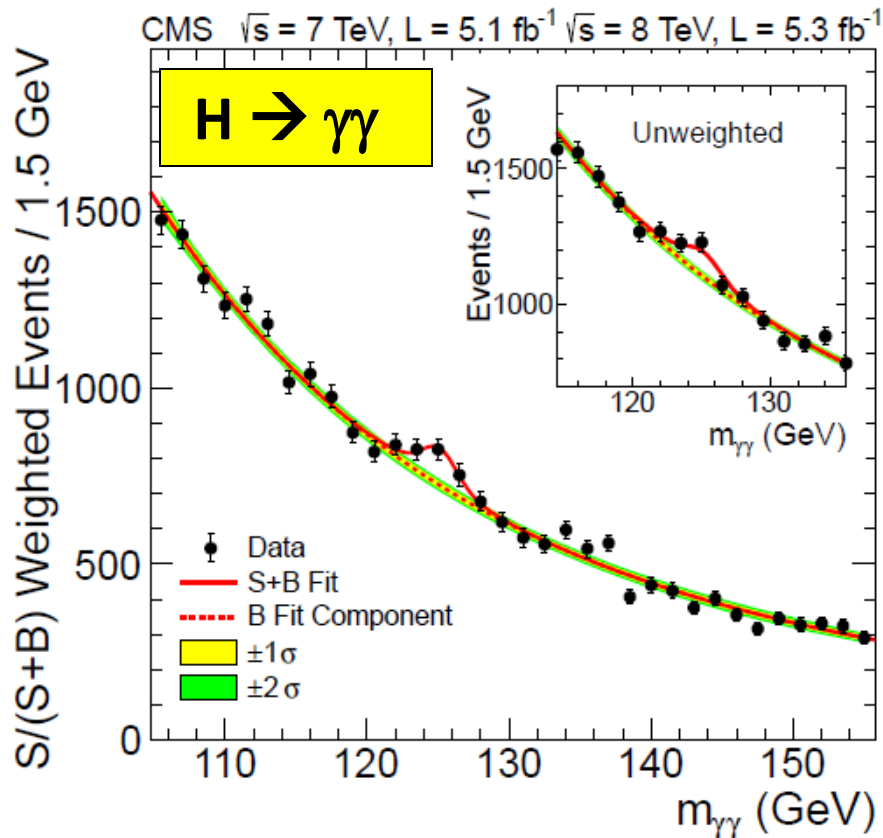 CMS √s = 7 TeV, L = 5.1 fb⁻¹ √s = 8 TeV, L = 5.3 fb⁻¹
S/(S+B) Weighted Events / 1.5 GeV
H → γγ
1500
1000
500
0
Unweighted
Events / 1.5 GeV
1500
1000
120 130
mγγ (GeV)
Data
S+B Fit
B Fit Component
±1σ
±2σ
110 120 130 140 150
mγγ (GeV)